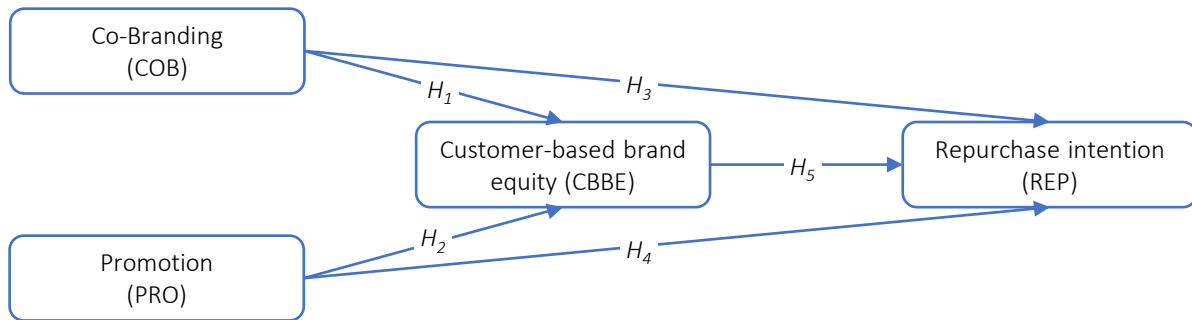 Co-Branding
(COB)
H1
H3
Customer-based brand
equity (CBBE)
H5
Repurchase intention
(REP)
H2
H4
Promotion
(PRO)